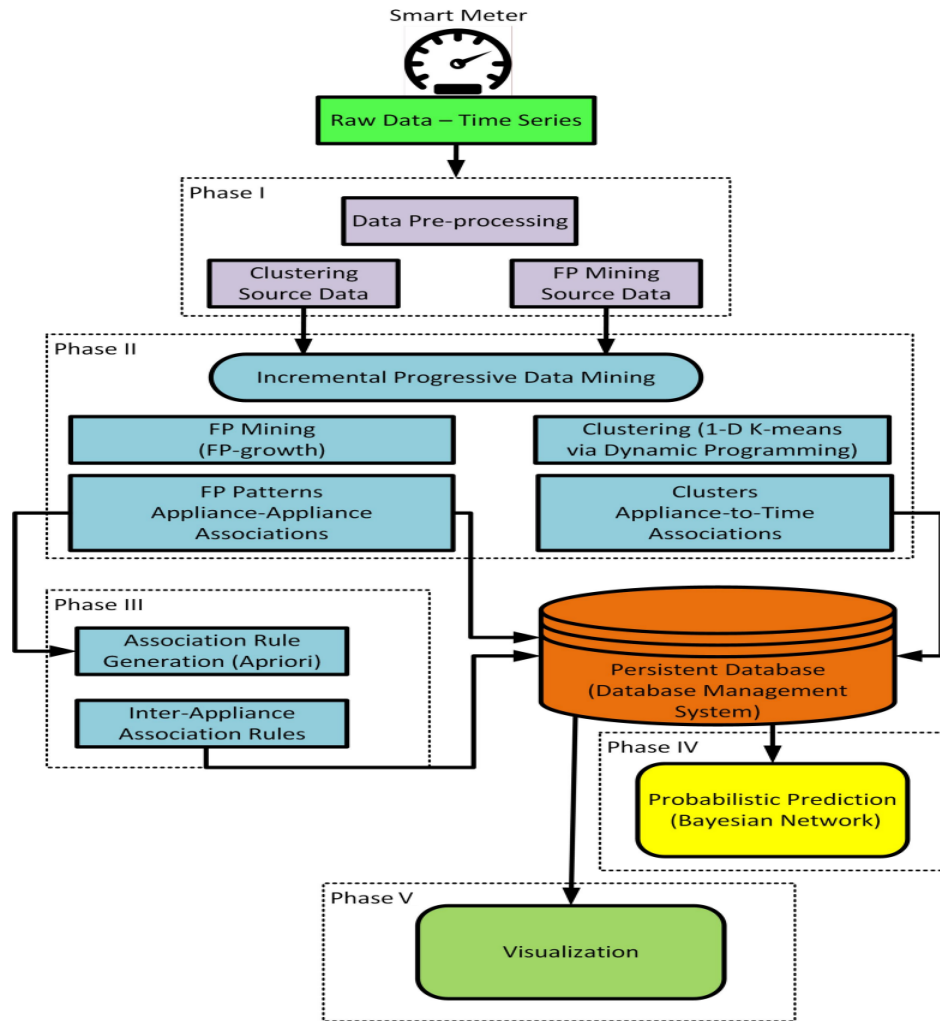 Smart Meter
Raw Data – Time Series
Phase I
Data Pre-processing
Clustering
Source Data
FP Mining
Source Data
Phase II
Incremental Progressive Data Mining
FP Mining
(FP-growth)
Clustering (1-D K-means
via Dynamic Programming)
FP Patterns
Appliance-Appliance
Associations
Clusters
Appliance-to-Time
Associations
Phase III
Association Rule
Generation (Apriori)
Inter-Appliance
Association Rules
Persistent Database
(Database Management
System)
Phase IV
Probabilistic Prediction
(Bayesian Network)
Phase V
Visualization